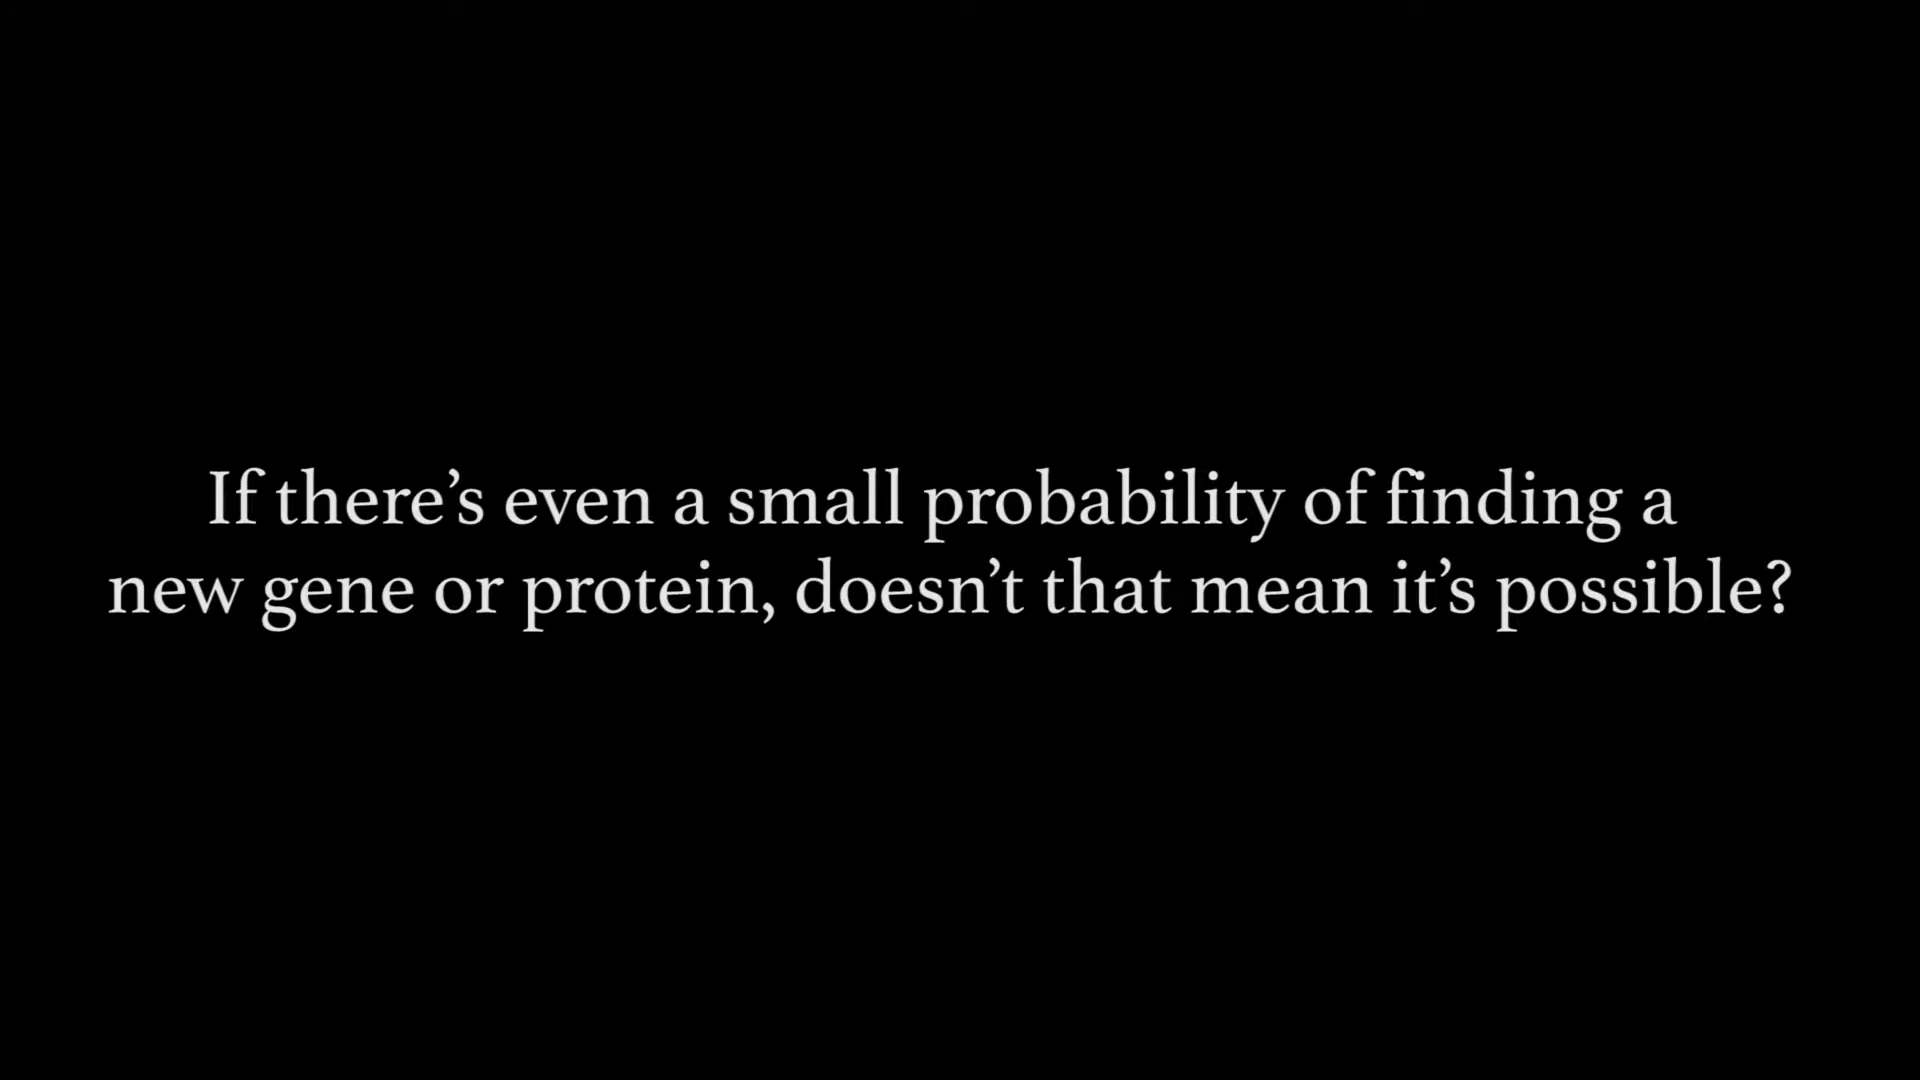 If there’s even a small probability of finding a
new gene or protein, doesn’t that mean it’s possible?